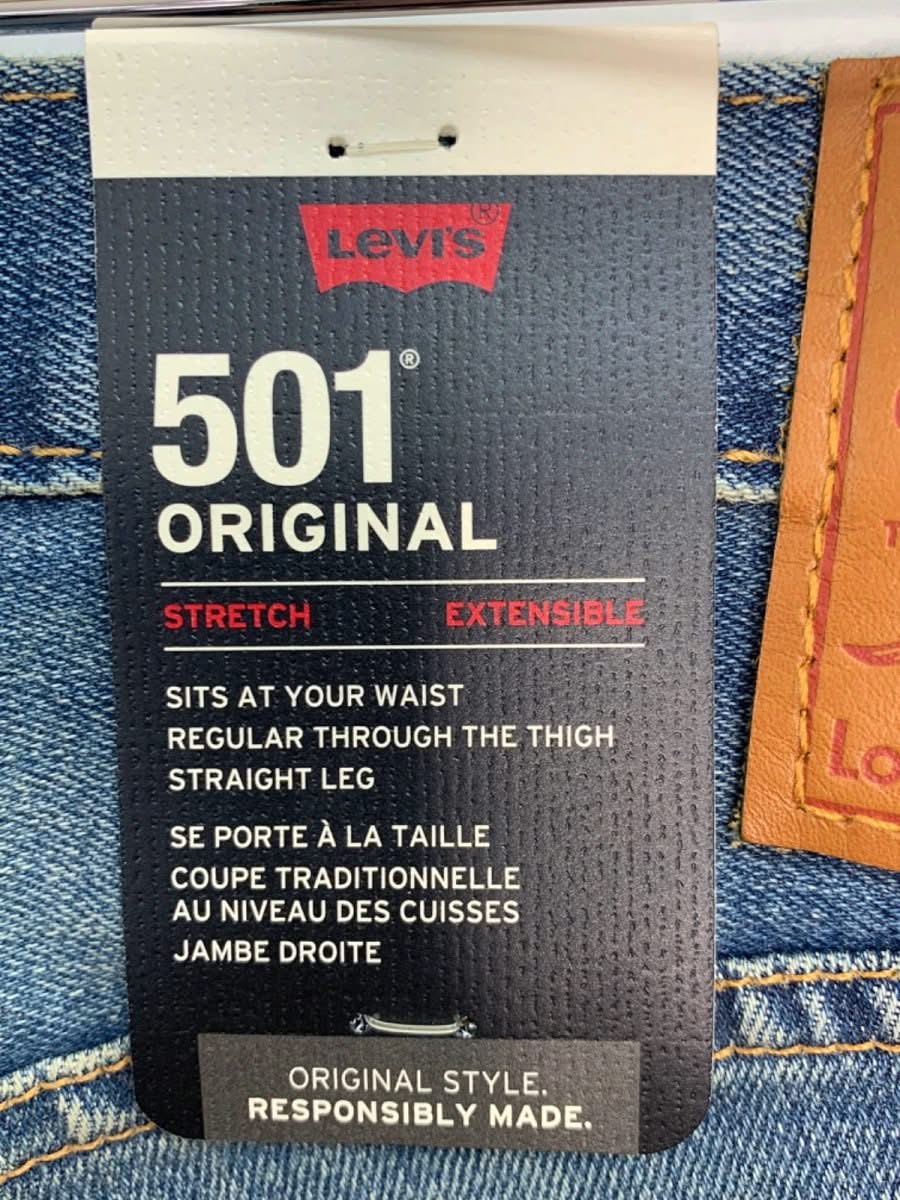 LEVI'S®
501®
ORIGINAL
STRETCH EXTENSIBLE
SITS AT YOUR WAIST
REGULAR THROUGH THE THIGH
STRAIGHT LEG
SE PORTE À LA TAILLE
COUPE TRADITIONNELLE
AU NIVEAU DES CUISSES
JAMBE DROITE
ORIGINAL STYLE.
RESPONSIBLY MADE.